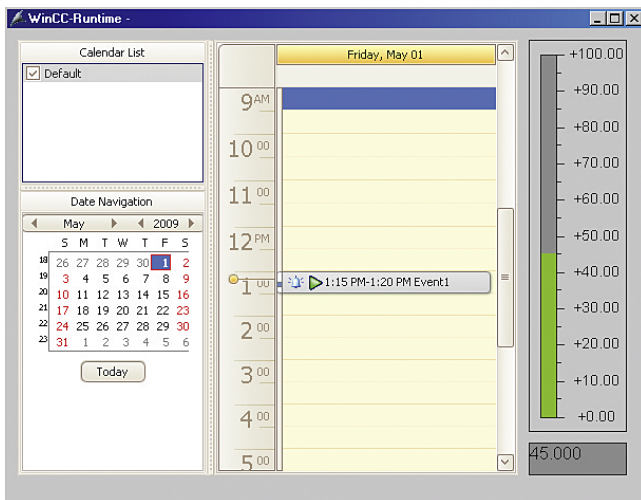 WinCC-Runtime -
Calendar List
Default
Date Navigation
May 2009
S M T W T F S
18 26 27 28 29 30 1 2
19 3 4 5 6 7 8 9
20 10 11 12 13 14 15 16
21 17 18 19 20 21 22 23
22 24 25 26 27 28 29 30
23 31 1 2 3 4 5 6
Today
Friday, May 01
9 AM
10 00
11 00
12 PM
1 00
1:15 PM-1:20 PM Event1
2 00
3 00
4 00
5 00
+100.00
+90.00
+80.00
+70.00
+60.00
+50.00
+40.00
+30.00
+20.00
+10.00
+0.00
45.000